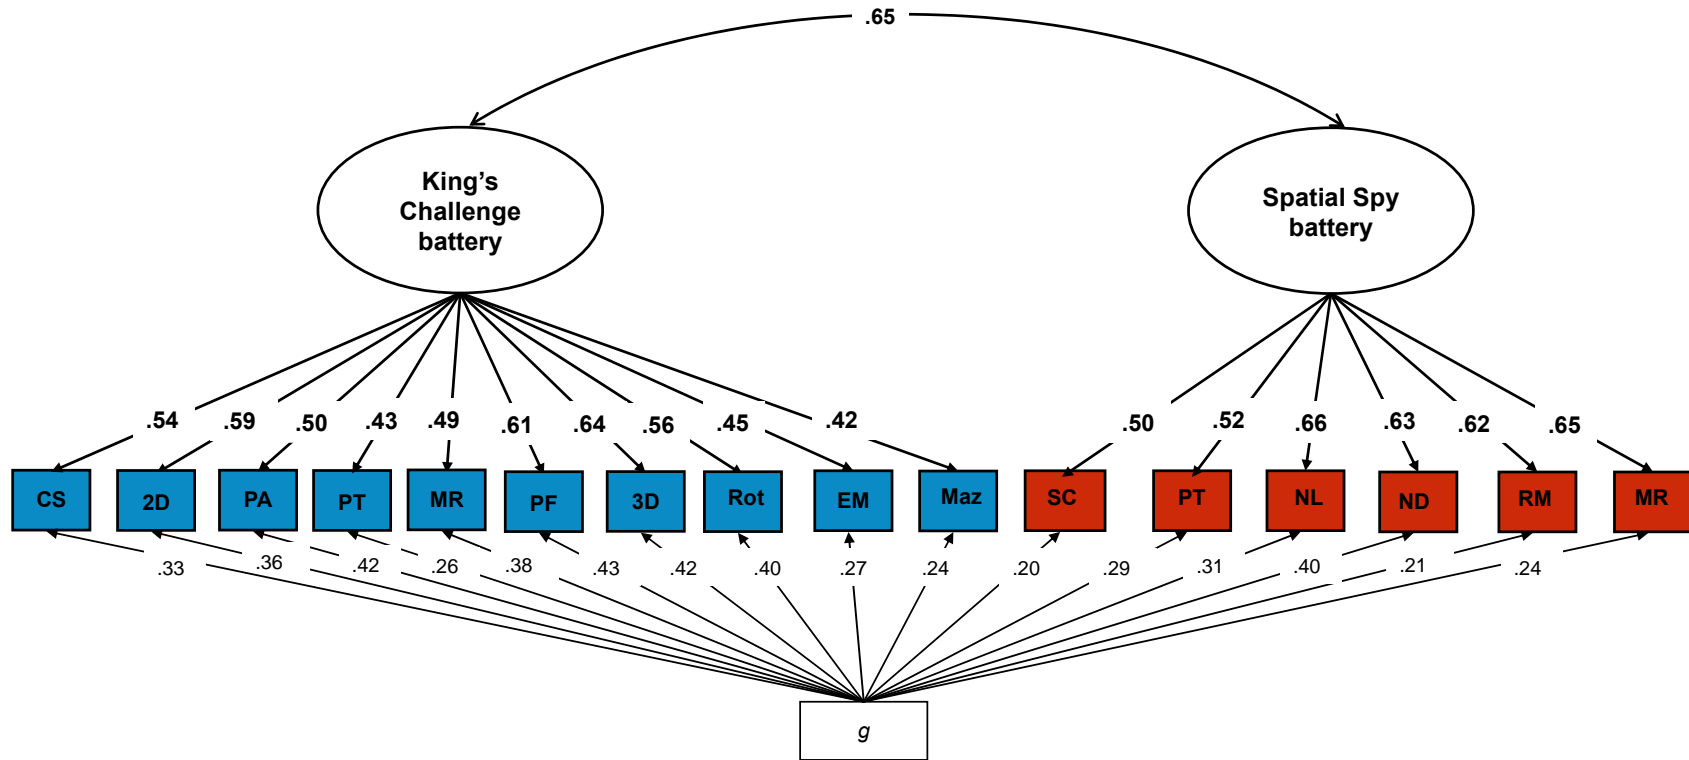 .65
King's
Challenge
battery
Spatial Spy
battery
.54 .59 .50 .43 .49 .61 .64 .56 .45 .42 .50 .52 .66 .63 .62 .65
CS 2D PA PT MR PF 3D Rot EM Maz SC PT NL ND RM MR
.33 .36 .42 .26 .38 .43 .42 .40 .27 .24 .20 .29 .31 .40 .21 .24
g